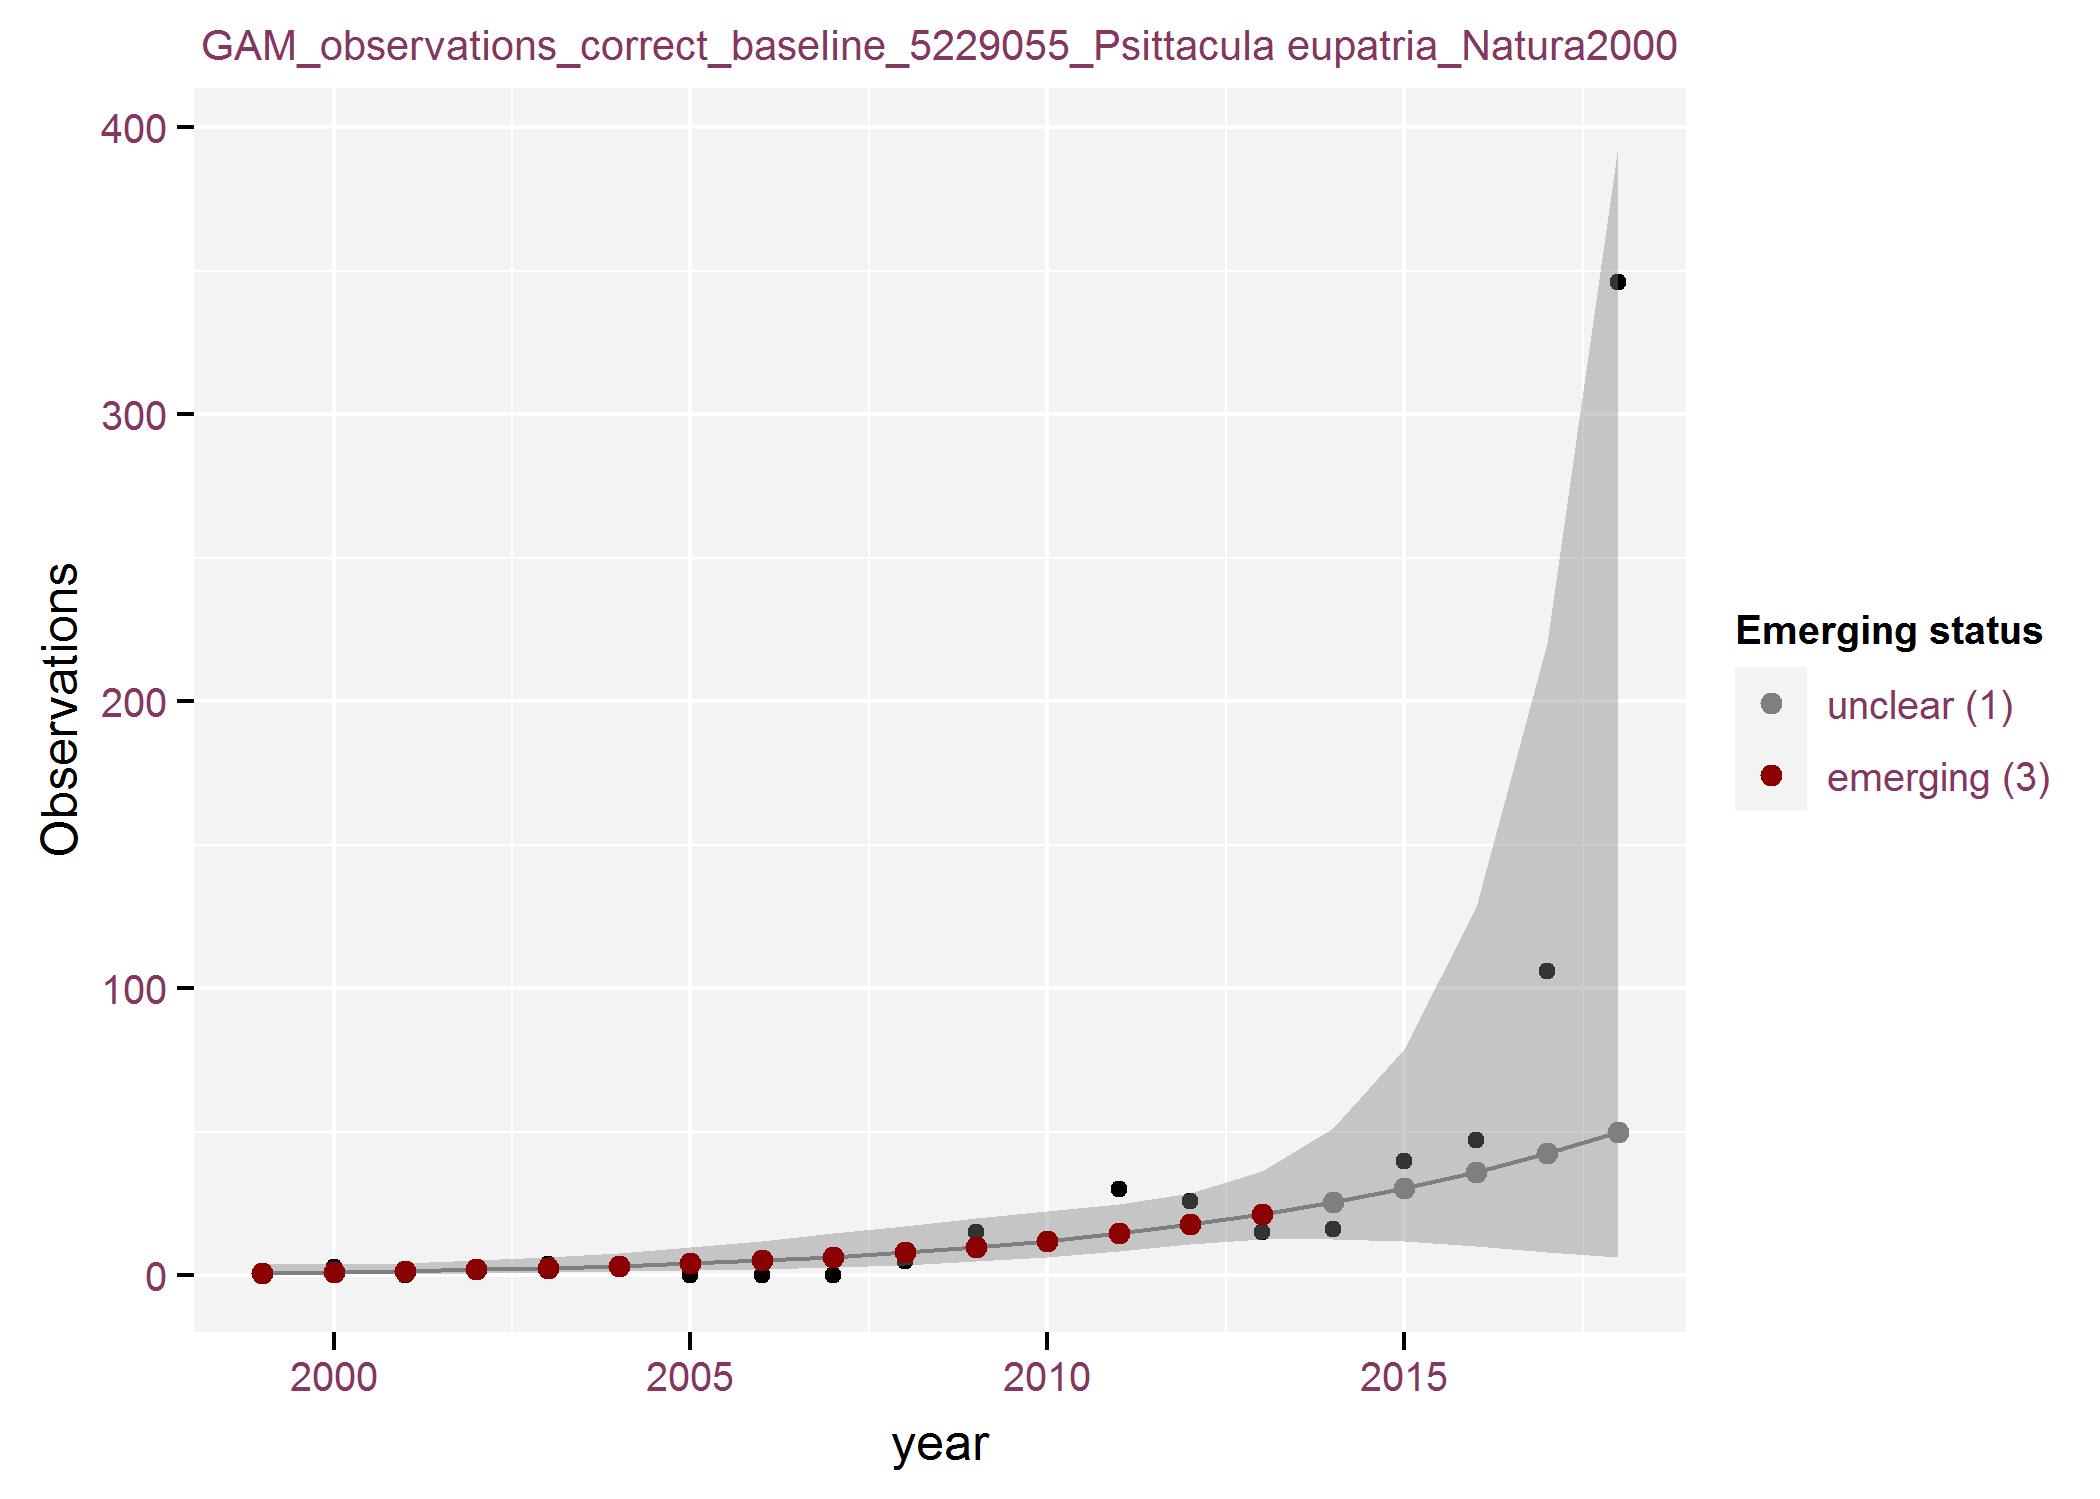 GAM_observations_correct_baseline_5229055_Psittacula eupatria_Natura2000
400
300
200
100
0
Observations
2000 2005 2010 2015
year
Emerging status
unclear (1)
emerging (3)